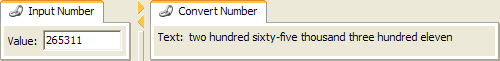 Input Number
Convert Number
Value: 265311
Text: two hundred sixty-five thousand three hundred eleven